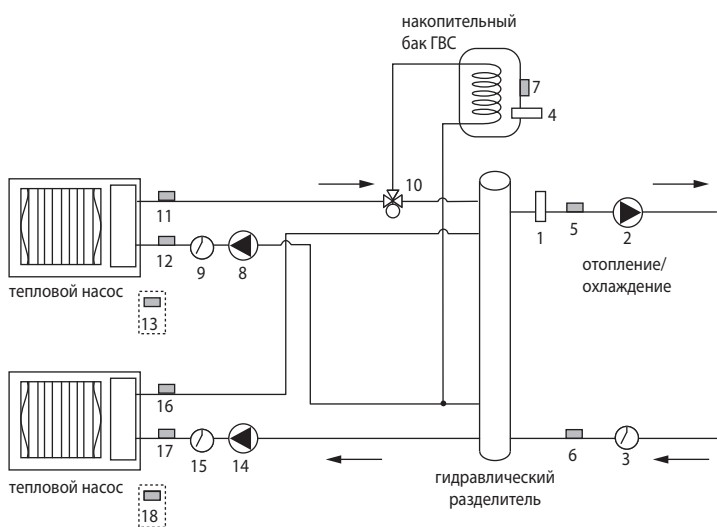 накопительный
бак ГВС
7
4
10
11
1
5
2
12
9
8
отопление/
охлаждение
тепловой насос
13
16
17
15
14
6
3
гидравлический
разделитель
тепловой насос
18